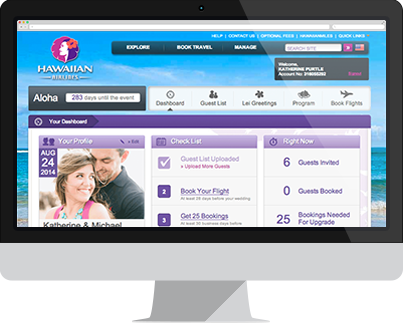 HELP | CONTACT US | OPTIONAL FEES | HAWAIIANMILES | QUICK LINKS
EXPLORE BOOK TRAVEL MANAGE SEARCH SITE
HAWAIIAN
AIRLINES
Welcome,
KATHERINE PURTLE
Account No:
Aloha 283 days until the event
Dashboard Guest List Lei Greetings Program Book Flights
Your Dashboard
Your Profile + Edit
Check List
Right Now
AUG
24
2014
Guest List Uploaded
+ Upload More Guests
6 Guests Invited
2 Book Your Flight
At least 28 days before your wedding
0 Guests Booked
3 Get 25 Bookings
At least 30 business days before
25 Bookings Needed
For Upgrade
Katherine & Michael